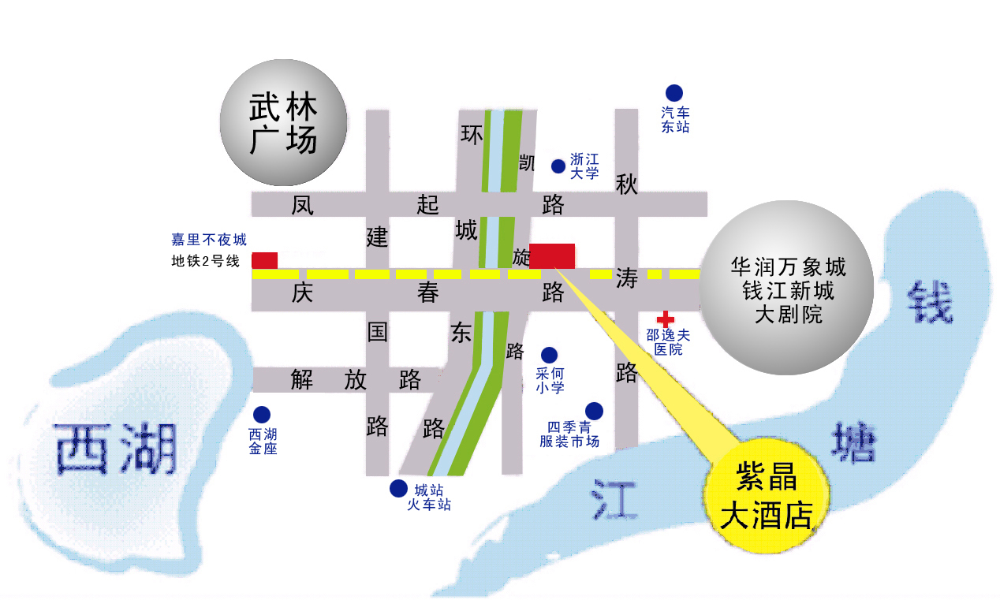 武林
广场
汽车
东站
浙江
大学
环城东路
凯旋路
秋涛路
凤起路
建国路
嘉里不夜城
地铁2号线
庆春路
华润万象城
钱江新城
大剧院
邵逸夫
医院
解放路
采何
小学
四季青
服装市场
西湖
金座
西湖
城站
火车站
钱塘江
紫晶
大酒店